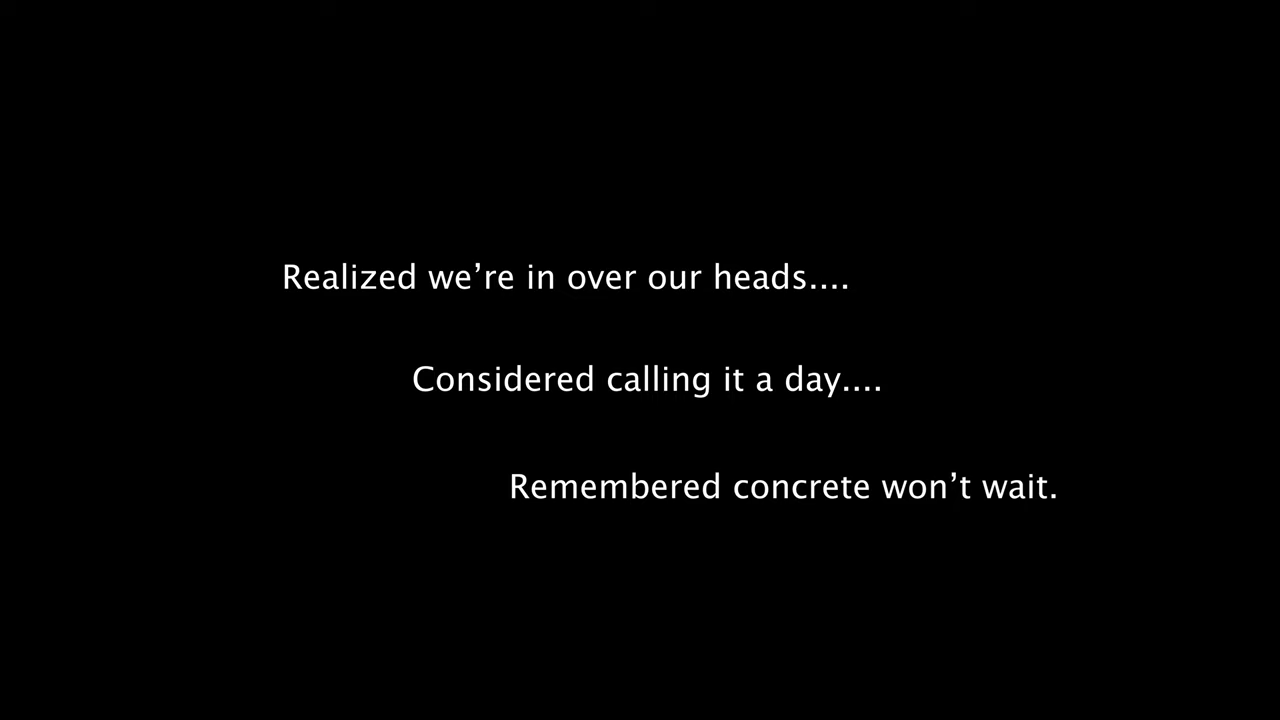 Realized we’re in over our heads....
Considered calling it a day....
Remembered concrete won’t wait.